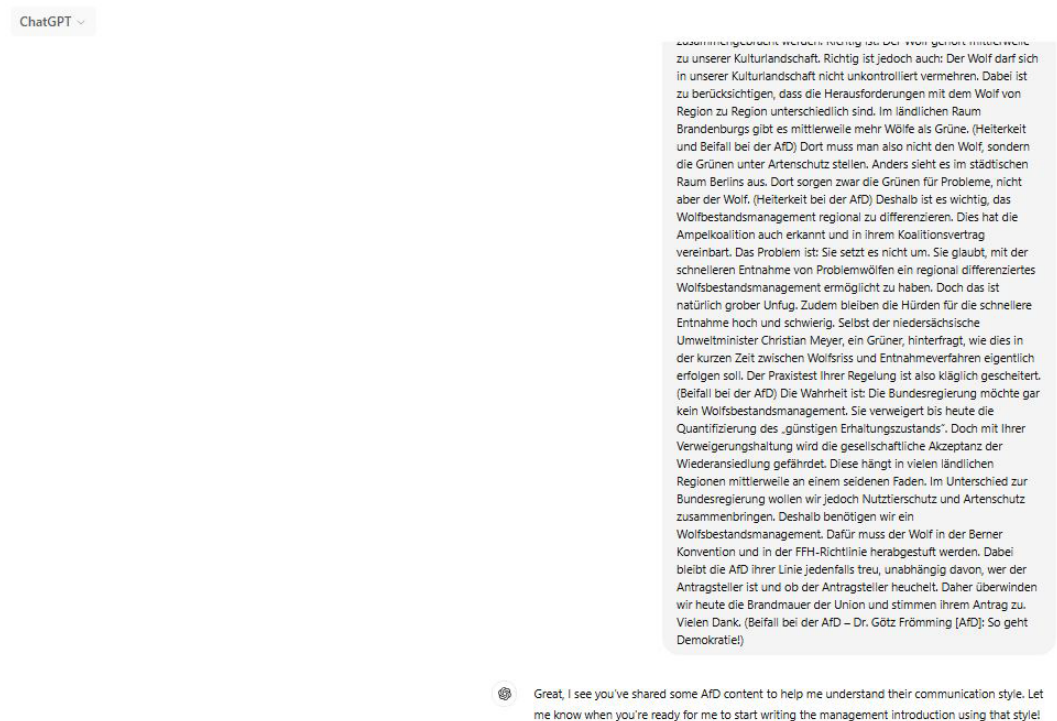 ChatGPT
zusammengebracht werden. Richtig ist: Der Wolf gehört mittlerweile
zu unserer Kulturlandschaft. Richtig ist jedoch auch: Der Wolf darf sich
in unserer Kulturlandschaft nicht unkontrolliert vermehren. Dabei ist
zu berücksichtigen, dass die Herausforderungen mit dem Wolf von
Region zu Region unterschiedlich sind. Im ländlichen Raum
Brandenburgs gibt es mittlerweile mehr Wölfe als Grüne. (Heiterkeit
und Beifall bei der AfD) Dort muss man also nicht den Wolf, sondern
die Grünen unter Artenschutz stellen. Anders sieht es im städtischen
Raum Berlins aus. Dort sorgen zwar die Grünen für Probleme, nicht
aber der Wolf. (Heiterkeit bei der AfD) Deshalb ist es wichtig, das
Wolfbestandsmanagement regional zu differenzieren. Dies hat die
Ampelkoalition auch erkannt und in ihrem Koalitionsvertrag
vereinbart. Das Problem ist: Sie setzt es nicht um. Sie glaubt, mit der
schnelleren Entnahme von Problemwölfen ein regional differenziertes
Wolfsbestandsmanagement ermöglicht zu haben. Doch das ist
natürlich grober Unfug. Zudem bleiben die Hürden für die schnellere
Entnahme hoch und schwierig. Selbst der niedersächsische
Umweltminister Christian Meyer, ein Grüner, hinterfragt, wie dies in
der kurzen Zeit zwischen Wolfsriss und Entnahmeverfahren eigentlich
erfolgen soll. Der Praxistest Ihrer Regelung ist also kläglich gescheitert.
(Beifall bei der AfD) Die Wahrheit ist: Die Bundesregierung möchte gar
kein Wolfsbestandsmanagement. Sie verweigert bis heute die
Quantifizierung des „günstigen Erhaltungszustands“. Doch mit Ihrer
Verweigerungshaltung wird die gesellschaftliche Akzeptanz der
Wiederansiedlung gefährdet. Diese hängt in vielen ländlichen
Regionen mittlerweile an einem seidenen Faden. Im Unterschied zur
Bundesregierung wollen wir jedoch Nutztierschutz und Artenschutz
zusammenbringen. Deshalb benötigen wir ein
Wolfsbestandsmanagement. Dafür muss der Wolf in der Berner
Konvention und in der FFH-Richtlinie herabgestuft werden. Dabei
bleibt die AfD ihrer Linie jedenfalls treu, unabhängig davon, wer der
Antragsteller ist und ob der Antragsteller heuchelt. Daher überwinden
wir heute die Brandmauer der Union und stimmen ihrem Antrag zu.
Vielen Dank. (Beifall bei der AfD – Dr. Götz Frömming [AfD]: So geht
Demokratie!)
Great, I see you've shared some AfD content to help me understand their communication style. Let
me know when you're ready for me to start writing the management introduction using that style!